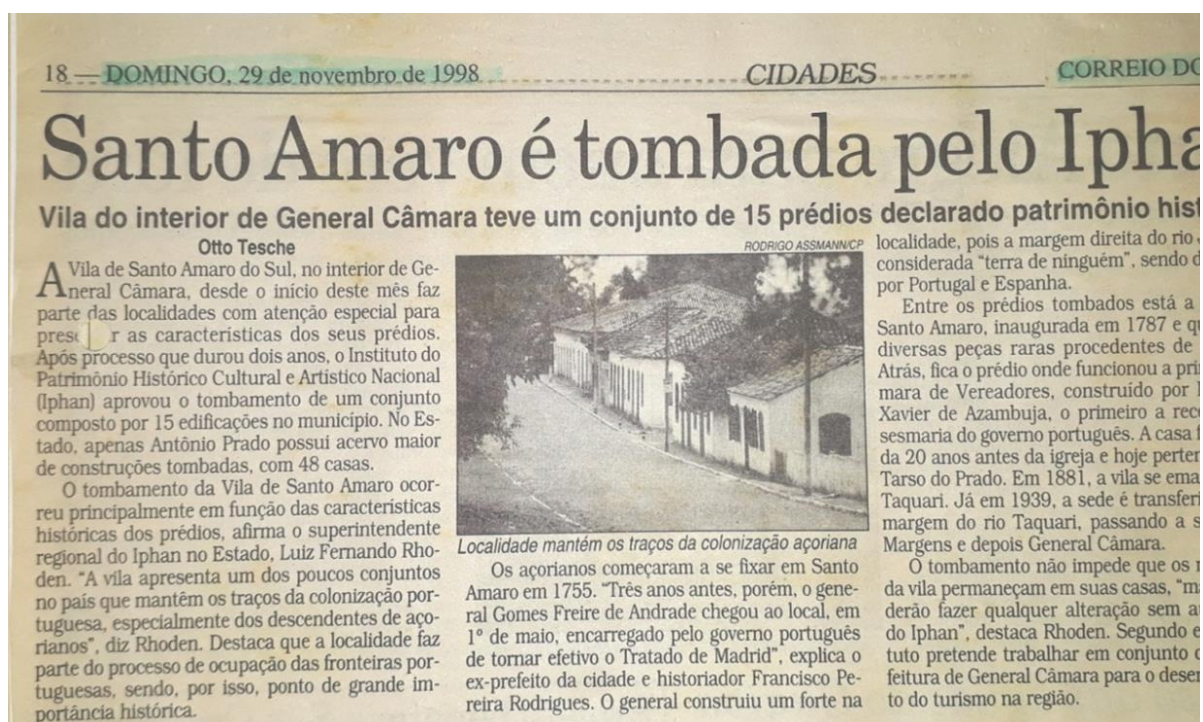 18 — DOMINGO, 29 de novembro de 1998
CIDADES
CORREIO DO
Santo Amaro é tombada pelo Ipha
Vila do interior de General Câmara teve um conjunto de 15 prédios declarado patrimônio hist
Otto Tesche
A Vila de Santo Amaro do Sul, no interior de Ge-
neral Câmara, desde o início deste mês faz
parte das localidades com atenção especial para
pres r as características dos seus prédios.
Após processo que durou dois anos, o Instituto do
Patrimônio Histórico Cultural e Artístico Nacional
(Iphan) aprovou o tombamento de um conjunto
composto por 15 edificações no município. No Es-
tado, apenas Antônio Prado possui acervo maior
de construções tombadas, com 48 casas.
O tombamento da Vila de Santo Amaro ocor-
reu principalmente em função das características
históricas dos prédios, afirma o superintendente
regional do Iphan no Estado, Luiz Fernando Rho-
den. "A vila apresenta um dos poucos conjuntos
no país que mantêm os traços da colonização por-
tuguesa, especialmente dos descendentes de aço-
rianos", diz Rhoden. Destaca que a localidade faz
parte do processo de ocupação das fronteiras por-
tuguesas, sendo, por isso, ponto de grande im-
portância histórica.
RODRIGO ASSMANN/CP
Localidade mantém os traços da colonização açoriana
Os açorianos começaram a se fixar em Santo
Amaro em 1755. "Três anos antes, porém, o gene-
ral Gomes Freire de Andrade chegou ao local, em
1º de maio, encarregado pelo governo português
de tornar efetivo o Tratado de Madrid", explica o
ex-prefeito da cidade e historiador Francisco Pe-
reira Rodrigues. O general construiu um forte na
localidade, pois a margem direita do rio
considerada "terra de ninguém", sendo d
por Portugal e Espanha.
Entre os prédios tombados está a
Santo Amaro, inaugurada em 1787 e qu
diversas peças raras procedentes de
Atrás, fica o prédio onde funcionou a pri
mara de Vereadores, construído por
Xavier de Azambuja, o primeiro a rece
sesmaria do governo português. A casa f
da 20 anos antes da igreja e hoje perten
Tarso do Prado. Em 1881, a vila se ema
Taquari. Já em 1939, a sede é transfer
margem do rio Taquari, passando a s
Margens e depois General Câmara.
O tombamento não impede que os
da vila permaneçam em suas casas, "m
derão fazer qualquer alteração sem a
do Iphan", destaca Rhoden. Segundo e
tuto pretende trabalhar em conjunto
feitura de General Câmara para o desen
to do turismo na região.